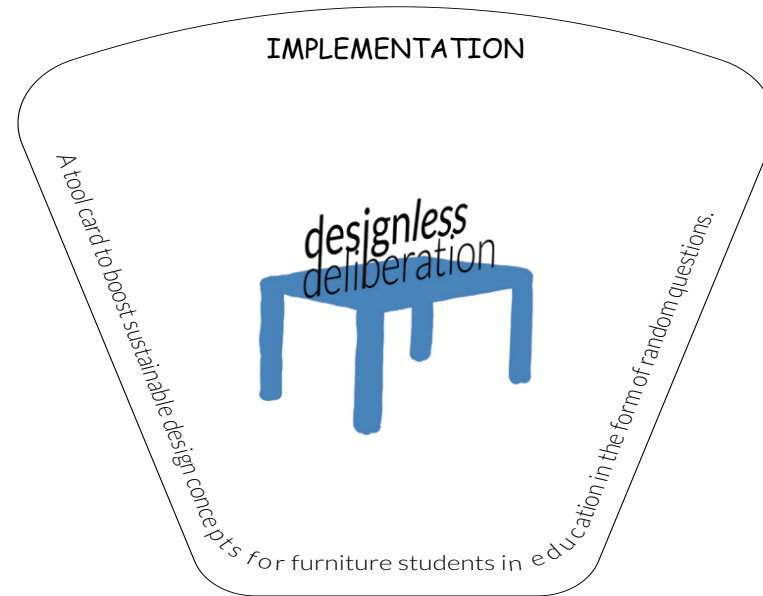 IMPLEMENTATION
designless
deliberation
A tool card to boost sustainable design concepts for furniture students in education in the form of random questions.